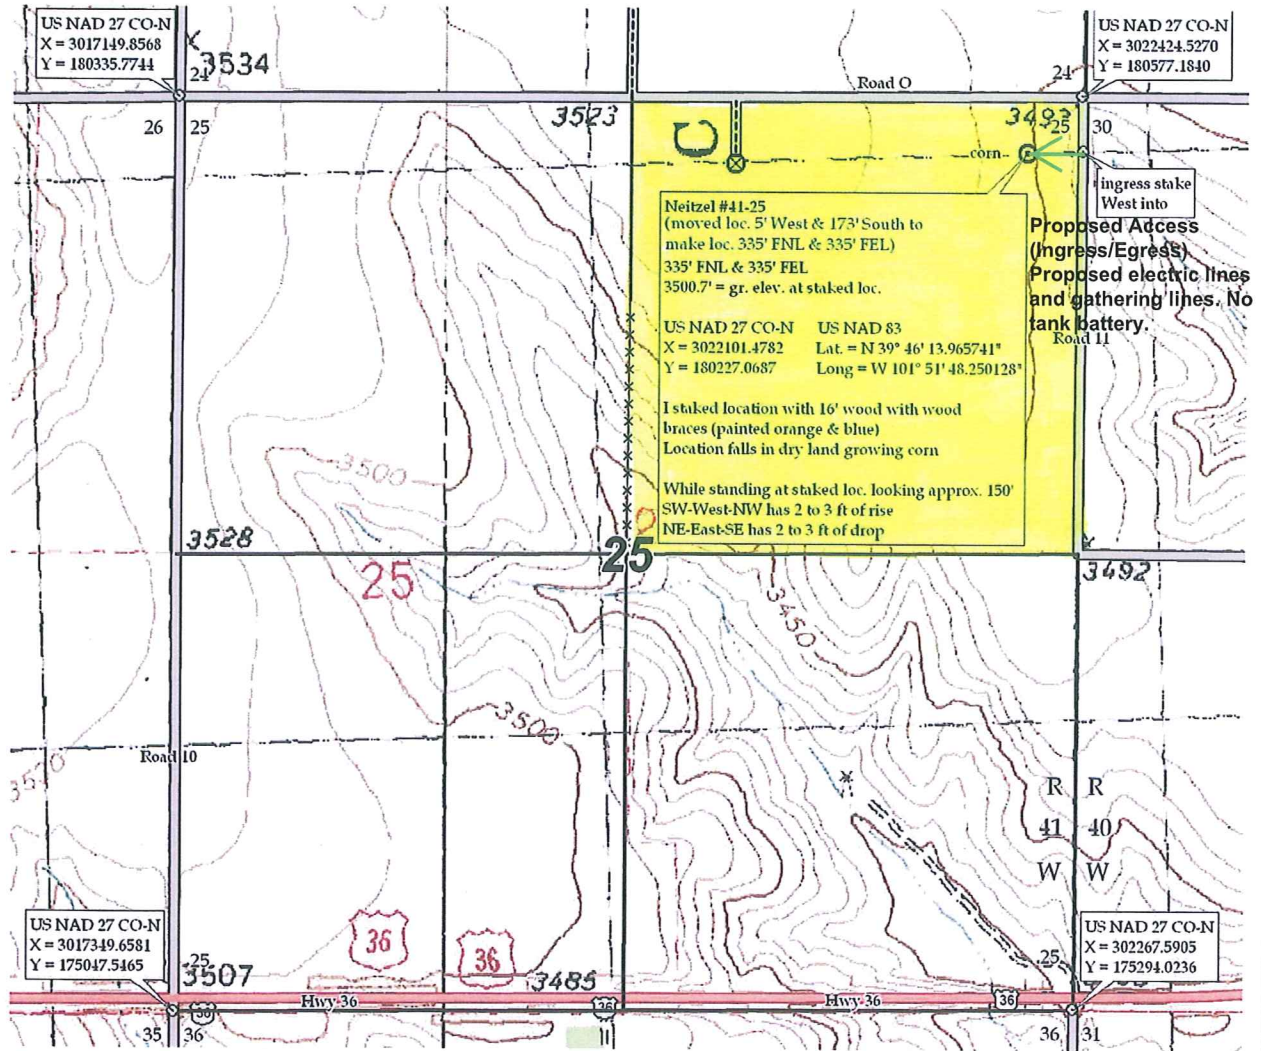 US NAD 27 CO-N
X = 3017149.8568
Y = 180335.7744
3534
24
US NAD 27 CO-N
X = 3022424.5270
Y = 180577.1840
24
Road O
26
25
3523
C
3493
25
30
corn
ingress stake
West into
Neitzel #41-25
(moved loc. 5' West & 173' South to
make loc. 335' FNL & 335' FEL)
335' FNL & 335' FEL
3500.7' = gr. elev. at staked loc.
US NAD 27 CO-N US NAD 83
X = 3022101.4782 Lat. = N 39° 46' 13.965741"
Y = 180227.0687 Long = W 101° 51' 48.250128"
I staked location with 16' wood with wood
braces (painted orange & blue)
Location falls in dry land growing corn
While standing at staked loc. looking approx. 150'
SW-West-NW has 2 to 3 ft of rise
NE-East-SE has 2 to 3 ft of drop
Proposed Access
(Ingress/Egress)
Proposed electric lines
and gathering lines. No
tank battery.
Road 11
3500
3528
25
25
3492
3450
3500
Road 10
R R
41 40
W W
US NAD 27 CO-N
X = 3017349.6581
Y = 175047.5465
25
3507
36
36
3485
US NAD 27 CO-N
X = 302267.5905
Y = 175294.0236
25
36
Hwy 36
36
Hwy 36
36
35
36
36
31